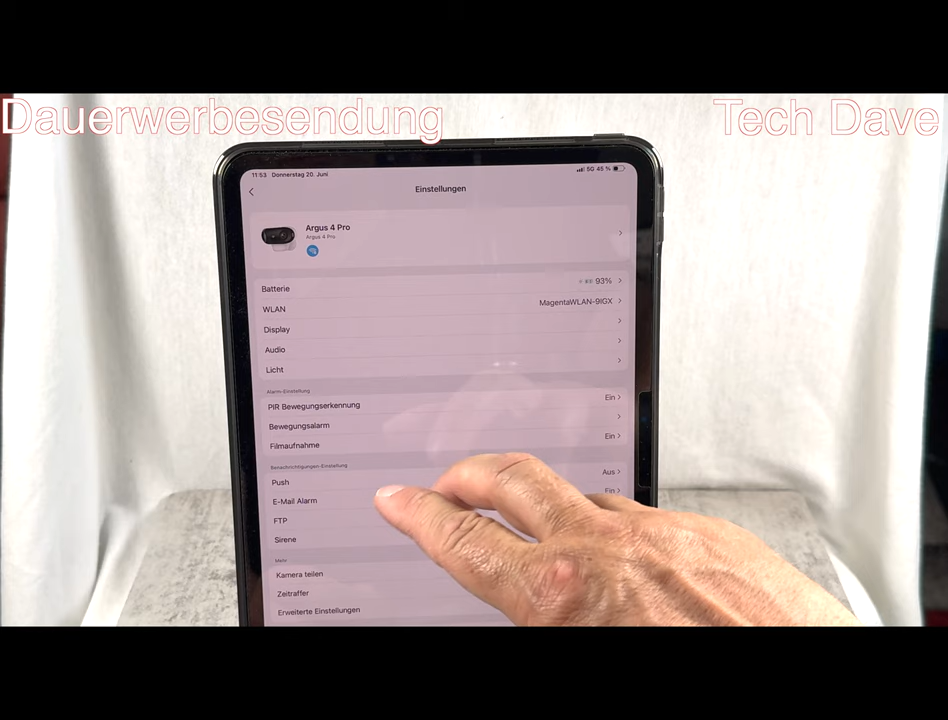 Dauerwerbesendung
Tech Dave
11:53 Donnerstag 20. Juni
5G 45 %
Einstellungen
Argus 4 Pro
Argus 4 Pro
Batterie 93%
WLAN MagentaWLAN-9IGX
Display
Audio
Licht
Alarm-Einstellung
PIR Bewegungserkennung Ein
Bewegungsalarm
Filmaufnahme Ein
Benachrichtigungen-Einstellung
Push Aus
E-Mail Alarm Ein
FTP
Sirene
Mehr
Kamera teilen
Zeitraffer
Erweiterte Einstellungen